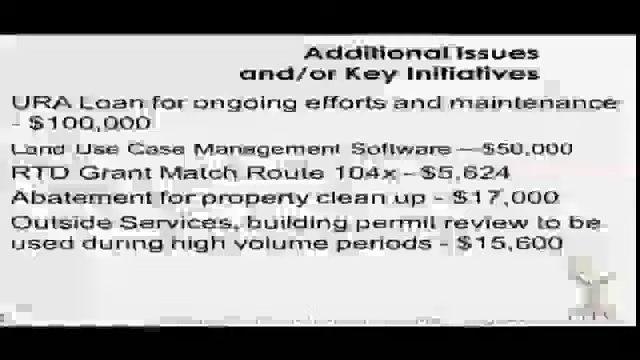 Additional Issues
and/or Key Initiatives
URA Loan for ongoing efforts and maintenance
- $100,000
Land Use Case Management Software —$50,000
RTD Grant Match Route 104x - $5,624
Abatement for property clean up - $17,000
Outside Services, building permit review to be
used during high volume periods - $15,600